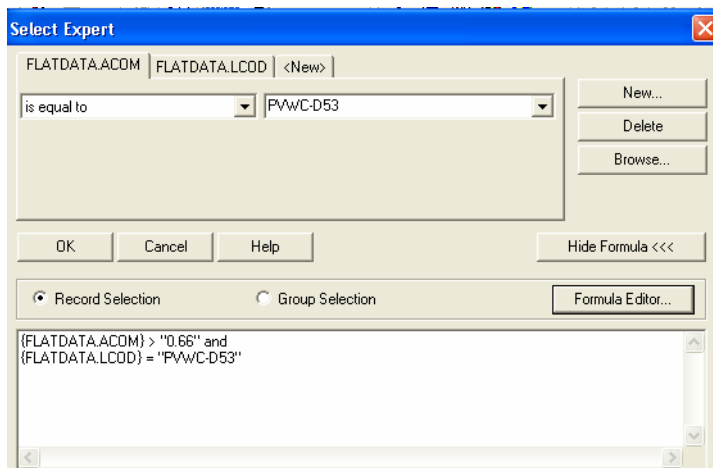 Select Expert
FLATDATA.ACOM FLATDATA.LCOD <New>
is equal to PVWC-D53
New...
Delete
Browse...
OK Cancel Help Hide Formula <<<
Record Selection Group Selection Formula Editor...
{FLATDATA.ACOM} > "0.66" and
{FLATDATA.LCOD} = "PVWC-D53"